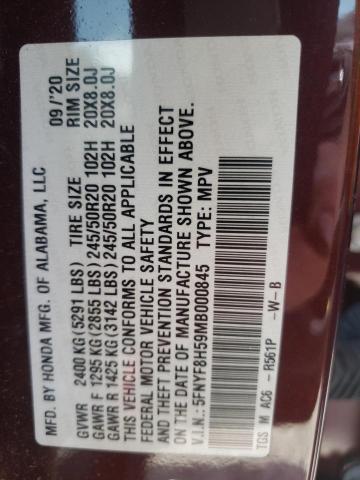 MFD. BY HONDA MFG. OF ALABAMA, LLC 09/'20
TIRE SIZE RIM SIZE
GVWR 2400 KG (5291 LBS)
GAWR F 1295 KG (2855 LBS) 245/50R20 102H 20X8.0J
GAWR R 1425 KG (3142 LBS) 245/50R20 102H 20X8.0J
THIS VEHICLE CONFORMS TO ALL APPLICABLE
FEDERAL MOTOR VEHICLE SAFETY
AND THEFT PREVENTION STANDARDS IN EFFECT
ON THE DATE OF MANUFACTURE SHOWN ABOVE.
V.I.N.: 5FNYF8H59MB000845 TYPE: MPV
TGS M AC6 - R561P -W-B